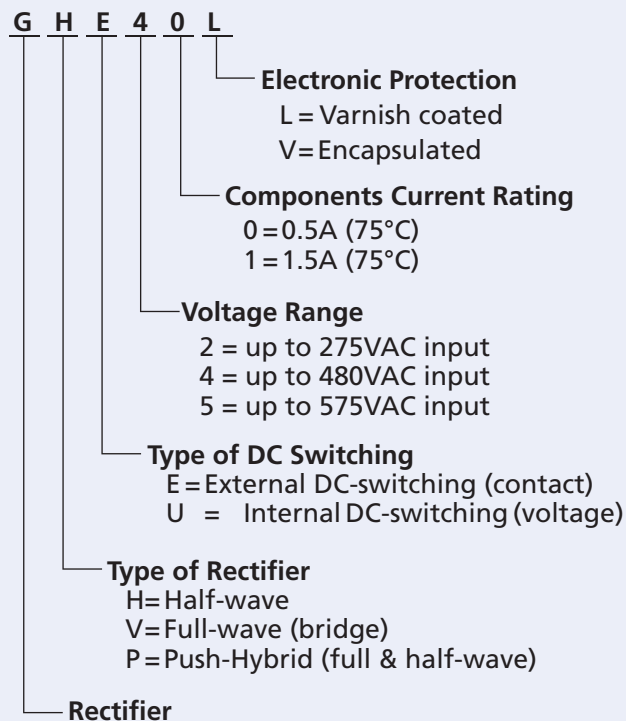 G H E 4 0 L
Electronic Protection
L = Varnish coated
V=Encapsulated
Components Current Rating
0=0.5A (75°C)
1=1.5A (75°C)
Voltage Range
2 = up to 275VAC input
4 = up to 480VAC input
5 = up to 575VAC input
Type of DC Switching
E=External DC-switching (contact)
U = Internal DC-switching (voltage)
Type of Rectifier
H=Half-wave
V=Full-wave (bridge)
P=Push-Hybrid (full & half-wave)
Rectifier